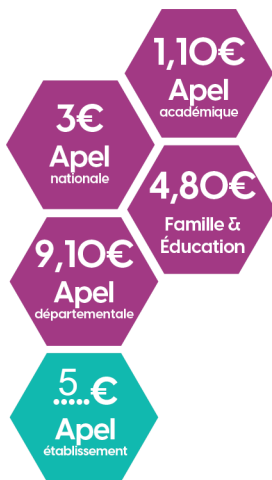 1,10€
Apel
académique
3€
Apel
nationale
4,80€
Famille &
Éducation
9,10€
Apel
départementale
5
.....€
Apel
établissement